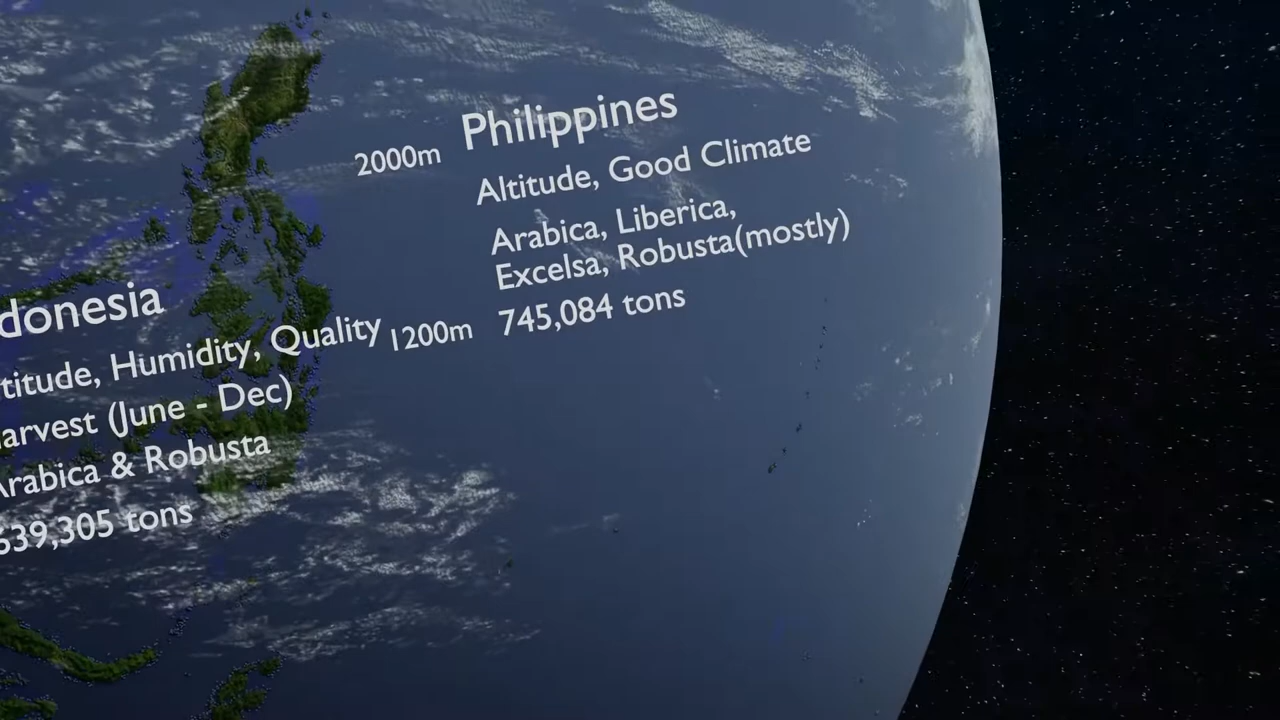 Philippines
2000m
Altitude, Good Climate
Arabica, Liberica,
Excelsa, Robusta(mostly)
745,084 tons
1200m
donesia
titude, Humidity, Quality
arvest (June - Dec)
Arabica & Robusta
639,305 tons